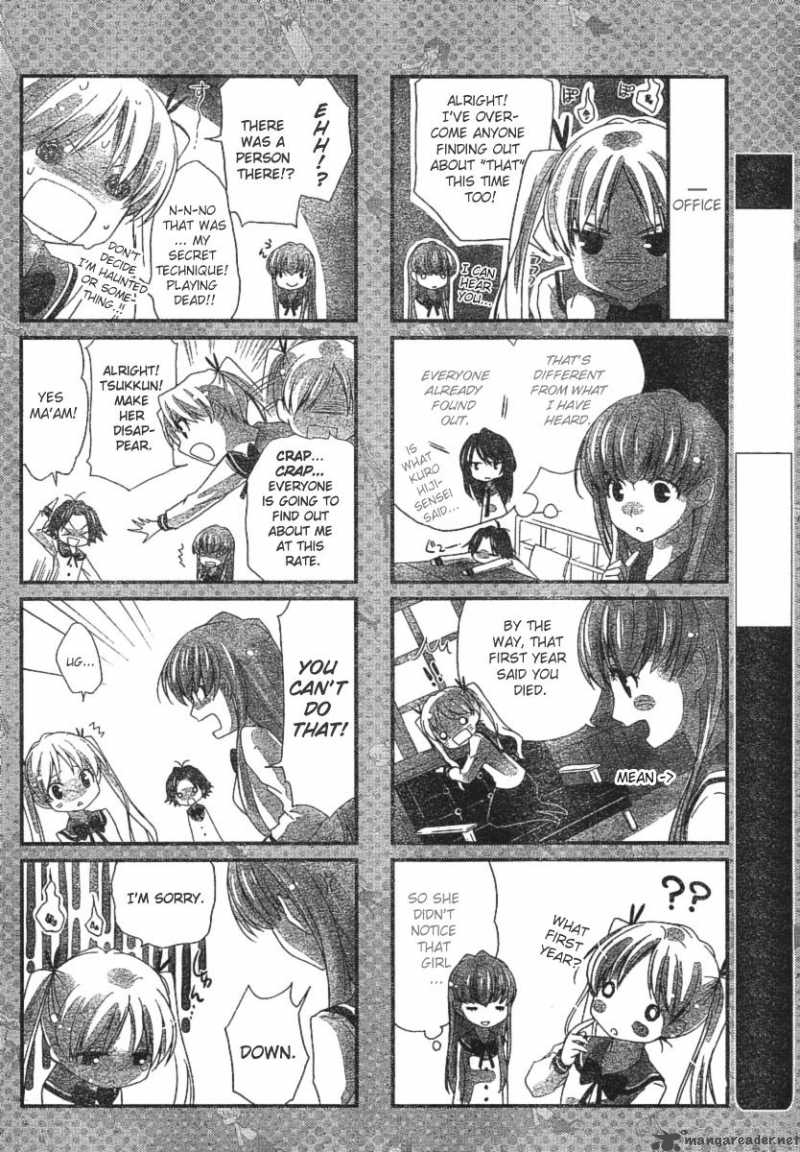 OFFICE
ALRIGHT!
I'VE OVER-
COME ANYONE
FINDING OUT
ABOUT "THAT"
THIS TIME
TOO!
I CAN
HEAR
YOU...
THAT'S
DIFFERENT
FROM WHAT
I HAVE
HEARD.
EVERYONE
ALREADY
FOUND
OUT.
IS
WHAT
KURO
HIJI-
SENSEI
SAID...
BY THE
WAY, THAT
FIRST YEAR
SAID YOU
DIED.
MEAN ->
??
WHAT
FIRST
YEAR?
SO SHE
DIDN'T
NOTICE
THAT
GIRL
...
EHH!?
THERE
WAS A
PERSON
THERE!?
N-N-NO
THAT WAS
... MY
SECRET
TECHNIQUE!
PLAYING
DEAD!!
DON'T
DECIDE
I'M HAUNTED
OR SOME-
THING...!!
CRAP...
CRAP...
EVERYONE
IS GOING
TO FIND
OUT ABOUT
ME AT
THIS
RATE.
ALRIGHT!
TSUKKUN!
MAKE
HER
DISAP-
PEAR.
YES
MA'AM!
YOU
CAN'T
DO
THAT!
UG...
I'M SORRY.
DOWN.
mangareader.net